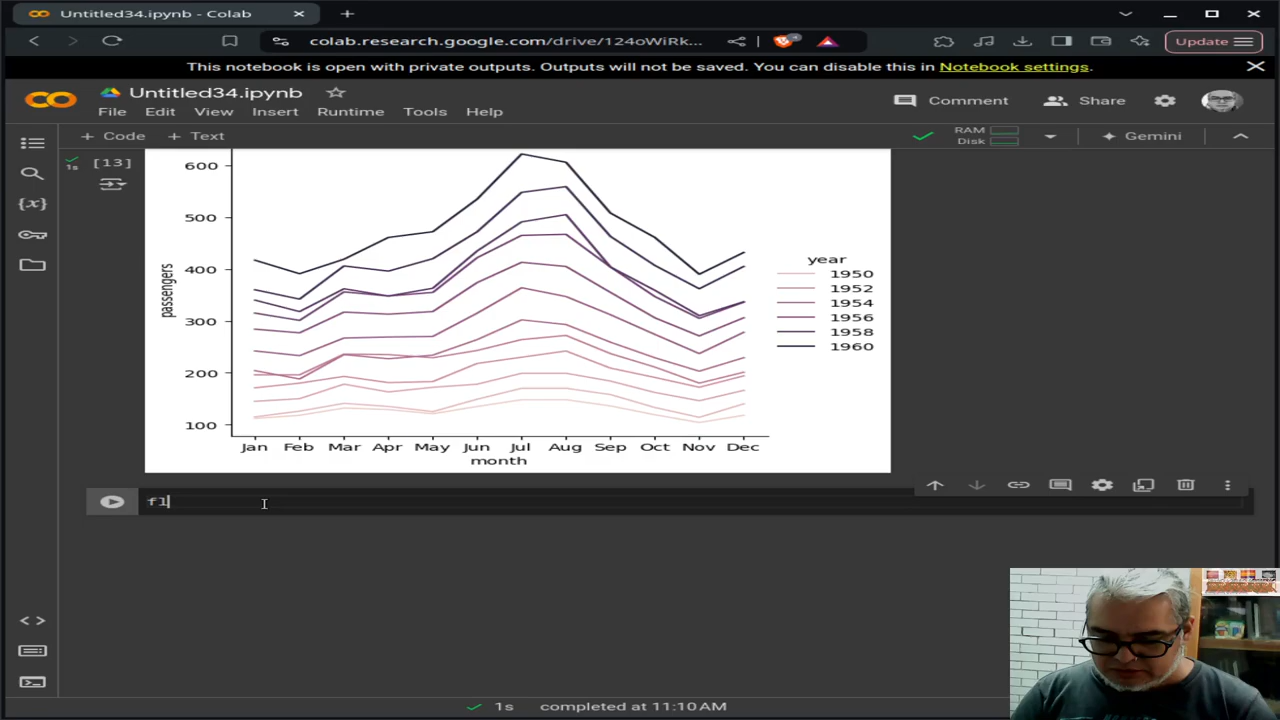 Untitled34.ipynb - Colab
colab.research.google.com/drive/124oWiRk...
Update
This notebook is open with private outputs. Outputs will not be saved. You can disable this in Notebook settings.
Untitled34.ipynb
File Edit View Insert Runtime Tools Help
Comment
Share
+ Code + Text
RAM
Disk
Gemini
1s
[13]
600
500
400
300
200
100
passengers
Jan Feb Mar Apr May Jun Jul Aug Sep Oct Nov Dec
month
year
1950
1952
1954
1956
1958
1960
fl
1s completed at 11:10 AM